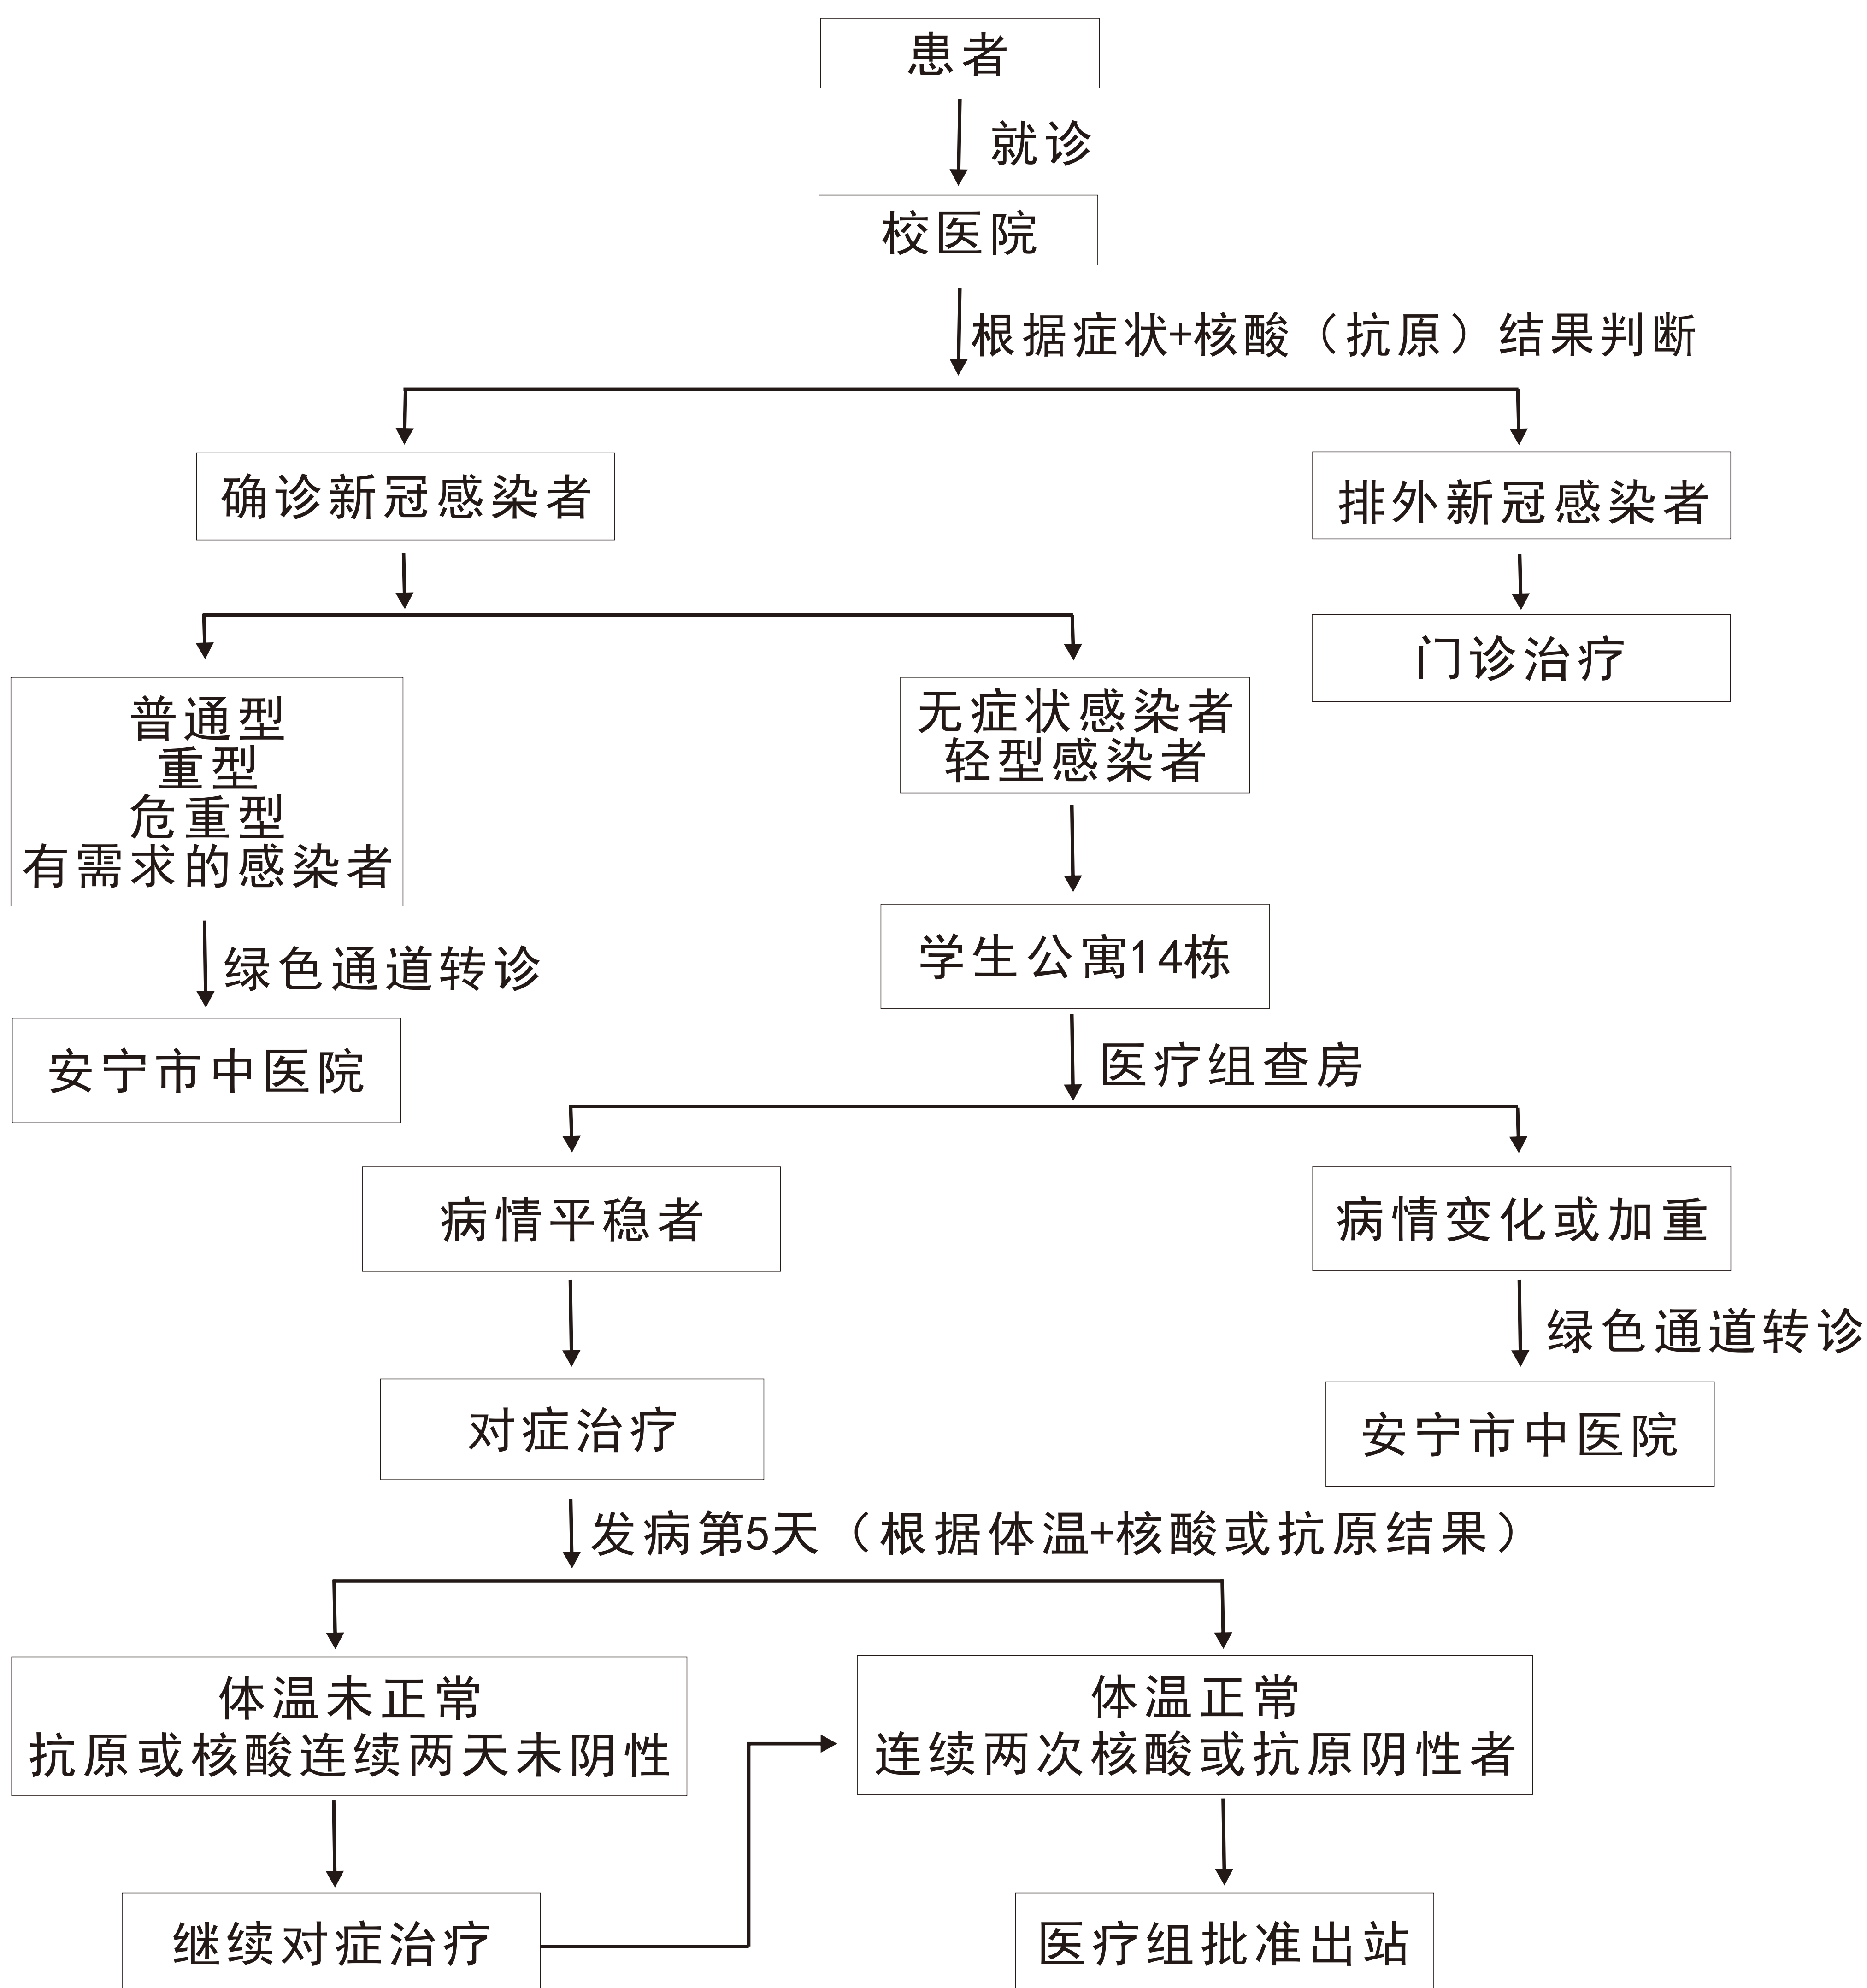 患者
就诊
校医院
根据症状+核酸（抗原）结果判断
确诊新冠感染者
排外新冠感染者
门诊治疗
普通型
重型
危重型
有需求的感染者
无症状感染者
轻型感染者
绿色通道转诊
学生公寓14栋
安宁市中医院
医疗组查房
病情平稳者
病情变化或加重
绿色通道转诊
对症治疗
安宁市中医院
发病第5天（根据体温+核酸或抗原结果）
体温未正常
抗原或核酸连续两天未阴性
体温正常
连续两次核酸或抗原阴性者
继续对症治疗
医疗组批准出站